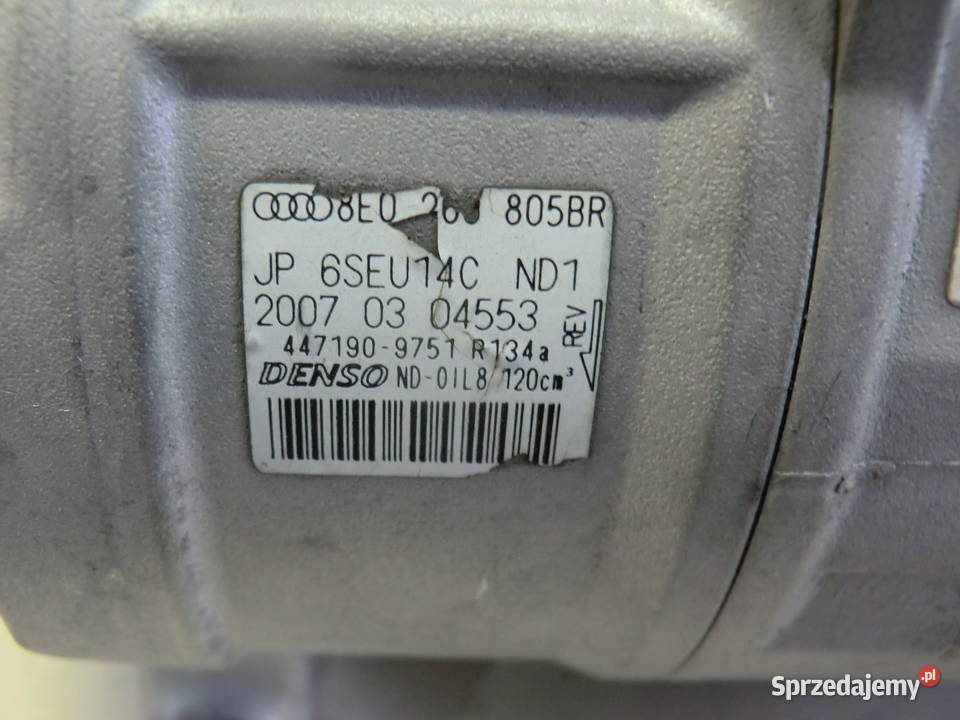 8E0 805BR
JP 6SEU14C ND1
2007 03 04553
REV
447190-9751 R134a
DENSO ND-OIL8 120cm³
Sprzedajemy.pl